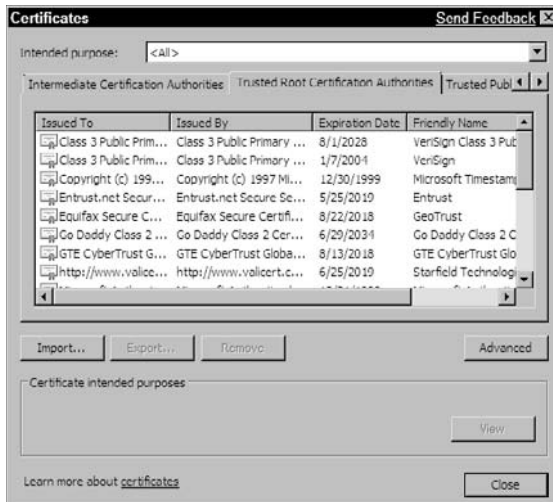 Certificates Send Feedback
Intended purpose: <All>
Intermediate Certification Authorities Trusted Root Certification Authorities Trusted Publ
Issued To Issued By Expiration Date Friendly Name
Class 3 Public Prim... Class 3 Public Primary ... 8/1/2028 VeriSign Class 3 Pub
Class 3 Public Prim... Class 3 Public Primary ... 1/7/2004 VeriSign
Copyright (c) 199... Copyright (c) 1997 Mi... 12/30/1999 Microsoft Timestam
Entrust.net Secure... Entrust.net Secure Se... 5/25/2019 Entrust
Equifax Secure C... Equifax Secure Certifi... 8/22/2018 GeoTrust
Go Daddy Class 2 ... Go Daddy Class 2 Cer... 6/29/2034 Go Daddy Class 2 C
GTE CyberTrust G... GTE CyberTrust Globa... 8/13/2018 GTE CyberTrust Glo
http://www.valice... http://www.valicert.c... 6/25/2019 Starfield Technolog
Import... Export... Remove Advanced
Certificate intended purposes
View
Learn more about certificates Close